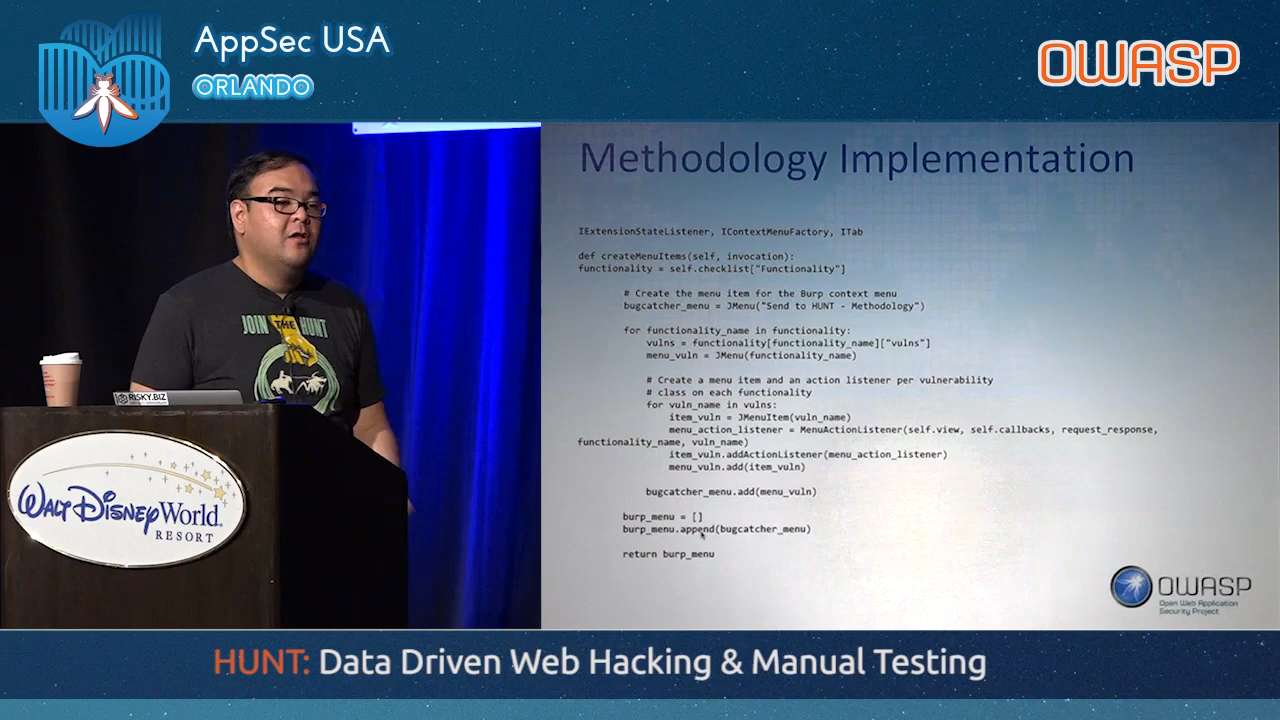 AppSec USA
ORLANDO
OWASP
JOIN THE HUNT
RISKY.BIZ
WALT DISNEY World
RESORT
Methodology Implementation
IExtensionStateListener, IContextMenuFactory, ITab
def createMenuItems(self, invocation):
functionality = self.checklist["Functionality"]
# Create the menu item for the Burp context menu
bugcatcher_menu = JMenu("Send to HUNT - Methodology")
for functionality_name in functionality:
vulns = functionality[functionality_name]["vulns"]
menu_vuln = JMenu(functionality_name)
# Create a menu item and an action listener per vulnerability
# class on each functionality
for vuln_name in vulns:
item_vuln = JMenuItem(vuln_name)
menu_action_listener = MenuActionListener(self.view, self.callbacks, request_response,
functionality_name, vuln_name)
item_vuln.addActionListener(menu_action_listener)
menu_vuln.add(item_vuln)
bugcatcher_menu.add(menu_vuln)
burp_menu = []
burp_menu.append(bugcatcher_menu)
return burp_menu
OWASP
Open Web Application
Security Project
HUNT: Data Driven Web Hacking & Manual Testing